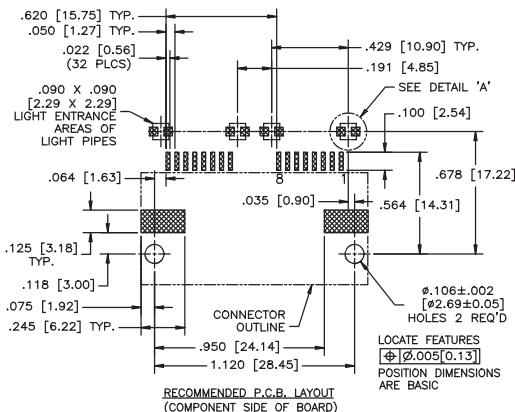 .620 [15.75] TYP.
.050 [1.27] TYP.
.022 [0.56]
(32 PLCS)
.429 [10.90] TYP.
.191 [4.85]
.090 X .090
[2.29 X 2.29]
LIGHT ENTRANCE
AREAS OF
LIGHT PIPES
SEE DETAIL 'A'
.100 [2.54]
.064 [1.63]
8
1
.678 [17.22]
.035 [0.90]
.564 [14.31]
.125 [3.18]
TYP.
.118 [3.00]
.075 [1.92]
.245 [6.22] TYP.
CONNECTOR
OUTLINE
ø.106±.002
[ø2.69±0.05]
HOLES 2 REQ'D
.950 [24.14]
1.120 [28.45]
LOCATE FEATURES
⌖ Ø.005[0.13]
POSITION DIMENSIONS
ARE BASIC
RECOMMENDED P.C.B. LAYOUT
(COMPONENT SIDE OF BOARD)